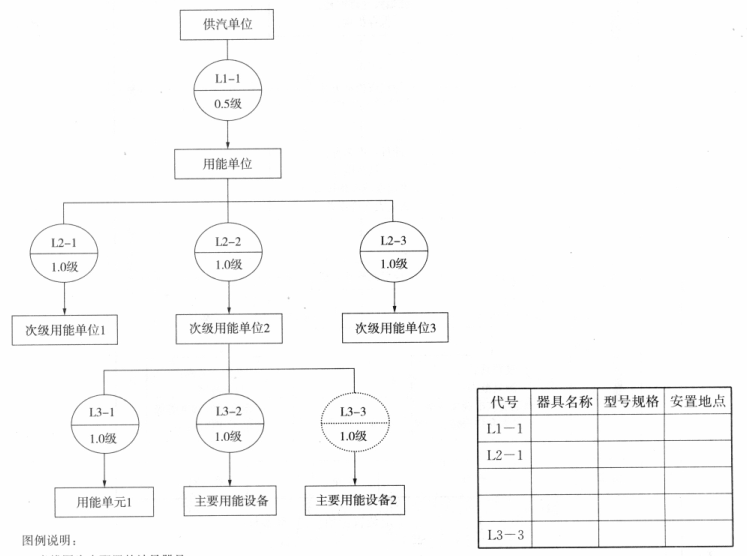 供汽单位
L1-1
0.5级
用能单位
L2-1
1.0级
L2-2
1.0级
L2-3
1.0级
次级用能单位1
次级用能单位2
次级用能单位3
L3-1
1.0级
L3-2
1.0级
L3-3
1.0级
用能单元1
主要用能设备
主要用能设备2
代号 器具名称 型号规格 安置地点
L1—1
L2—1
L3—3
图例说明：